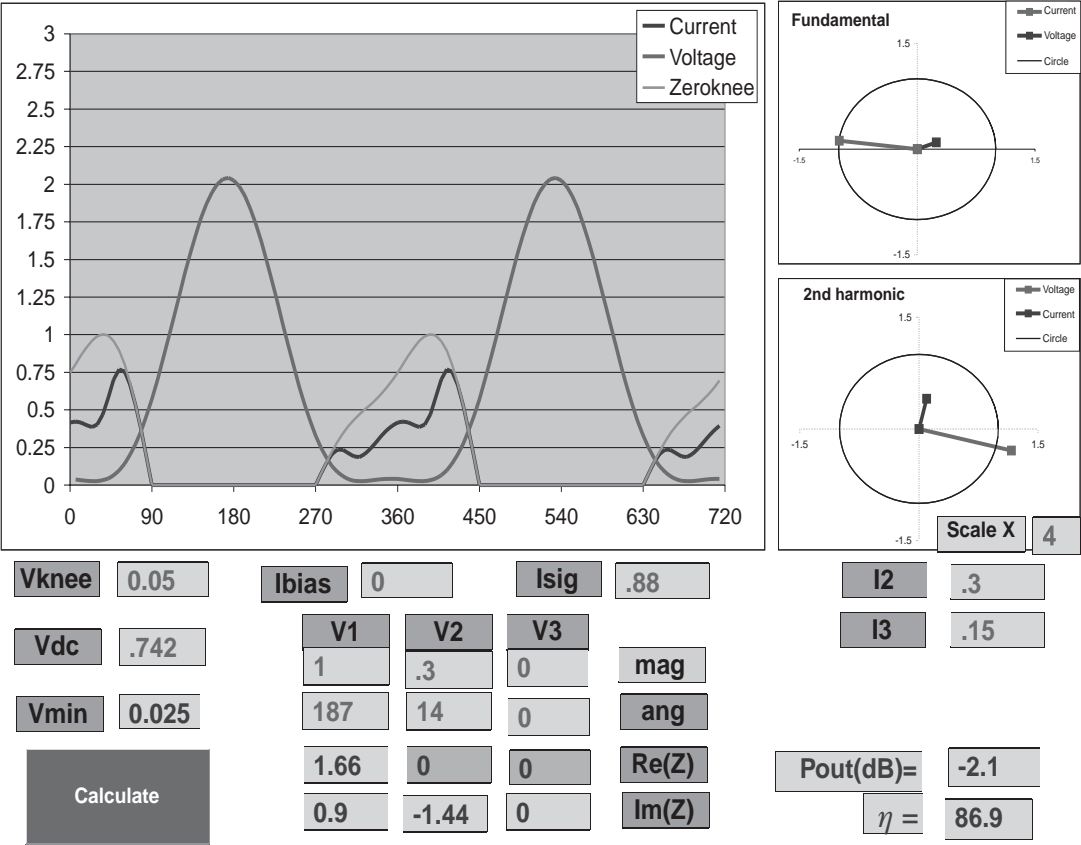 3
2.75
2.5
2.25
2
1.75
1.5
1.25
1
0.75
0.5
0.25
0
0 90 180 270 360 450 540 630 720
Current
Voltage
Zeroknee
Fundamental
Current
Voltage
Circle
1.5
-1.5 1.5
-1.5
2nd harmonic
Voltage
Current
Circle
1.5
-1.5 1.5
-1.5
Scale X 4
Vknee 0.05 Ibias 0 Isig .88 I2 .3
Vdc .742 V1 V2 V3 I3 .15
1 .3 0 mag
Vmin 0.025 187 14 0 ang
1.66 0 0 Re(Z) Pout(dB)= -2.1
Calculate
0.9 -1.44 0 Im(Z) η = 86.9